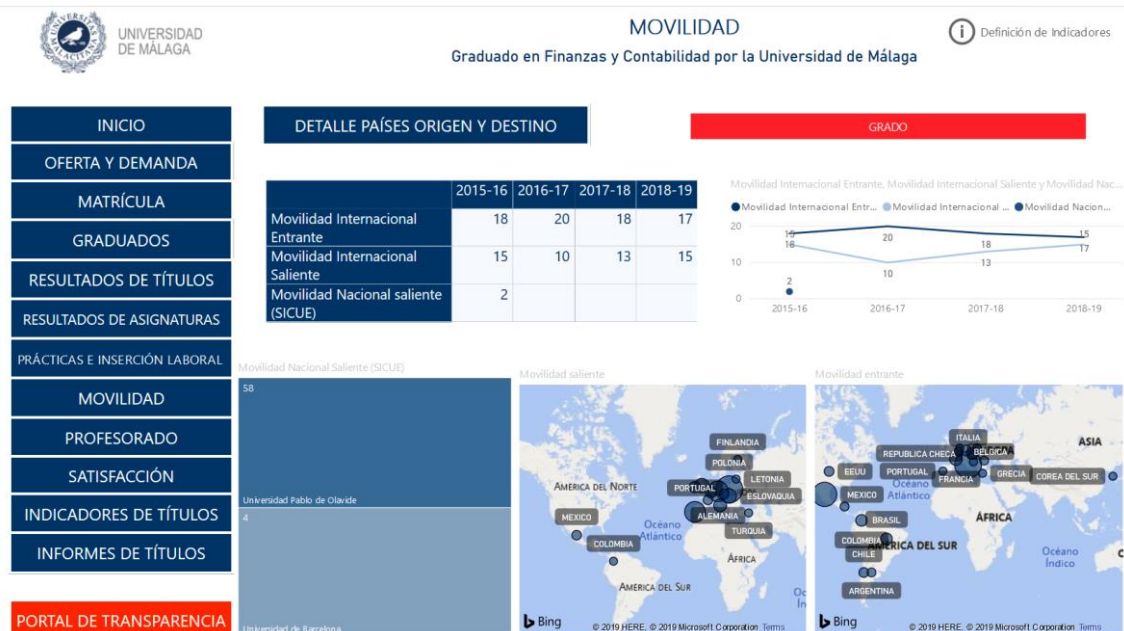 UNIVERSIDAD
DE MÁLAGA
MOVILIDAD
Graduado en Finanzas y Contabilidad por la Universidad de Málaga
i
Definición de Indicadores
INICIO
OFERTA Y DEMANDA
MATRÍCULA
GRADUADOS
RESULTADOS DE TÍTULOS
RESULTADOS DE ASIGNATURAS
PRÁCTICAS E INSERCIÓN LABORAL
MOVILIDAD
PROFESORADO
SATISFACCIÓN
INDICADORES DE TÍTULOS
INFORMES DE TÍTULOS
PORTAL DE TRANSPARENCIA
DETALLE PAÍSES ORIGEN Y DESTINO
GRADO
2015-16 2016-17 2017-18 2018-19
Movilidad Internacional Entrante 18 20 18 17
Movilidad Internacional Saliente 15 10 13 15
Movilidad Nacional saliente (SICUE) 2
Movilidad Internacional Entrante, Movilidad Internacional Saliente y Movilidad Nac...
Movilidad Internacional Entr... Movilidad Internacional ... Movilidad Nacion...
20
10
0
15
18
2
20
10
18
13
15
17
2015-16 2016-17 2017-18 2018-19
Movilidad Nacional Saliente (SICUE)
58
Universidad Pablo de Olavide
4
Universidad de Barcelona
Movilidad saliente
FINLANDIA
POLONIA
LETONIA
AMÉRICA DEL NORTE
PORTUGAL
ESLOVAQUIA
MEXICO
ALEMANIA
Océano
Atlántico
TURQUIA
COLOMBIA
ÁFRICA
AMÉRICA DEL SUR
Bing
© 2019 HERE, © 2019 Microsoft Corporation Terms
Movilidad entrante
ITALIA
ASIA
REPUBLICA CHECA
BELGICA
EEUU
PORTUGAL
FRANCIA
GRECIA
COREA DEL SUR
MEXICO
Océano
Atlántico
BRASIL
ÁFRICA
COLOMBIA
AMÉRICA DEL SUR
CHILE
Océano
Índico
ARGENTINA
Bing
© 2019 HERE, © 2019 Microsoft Corporation Terms